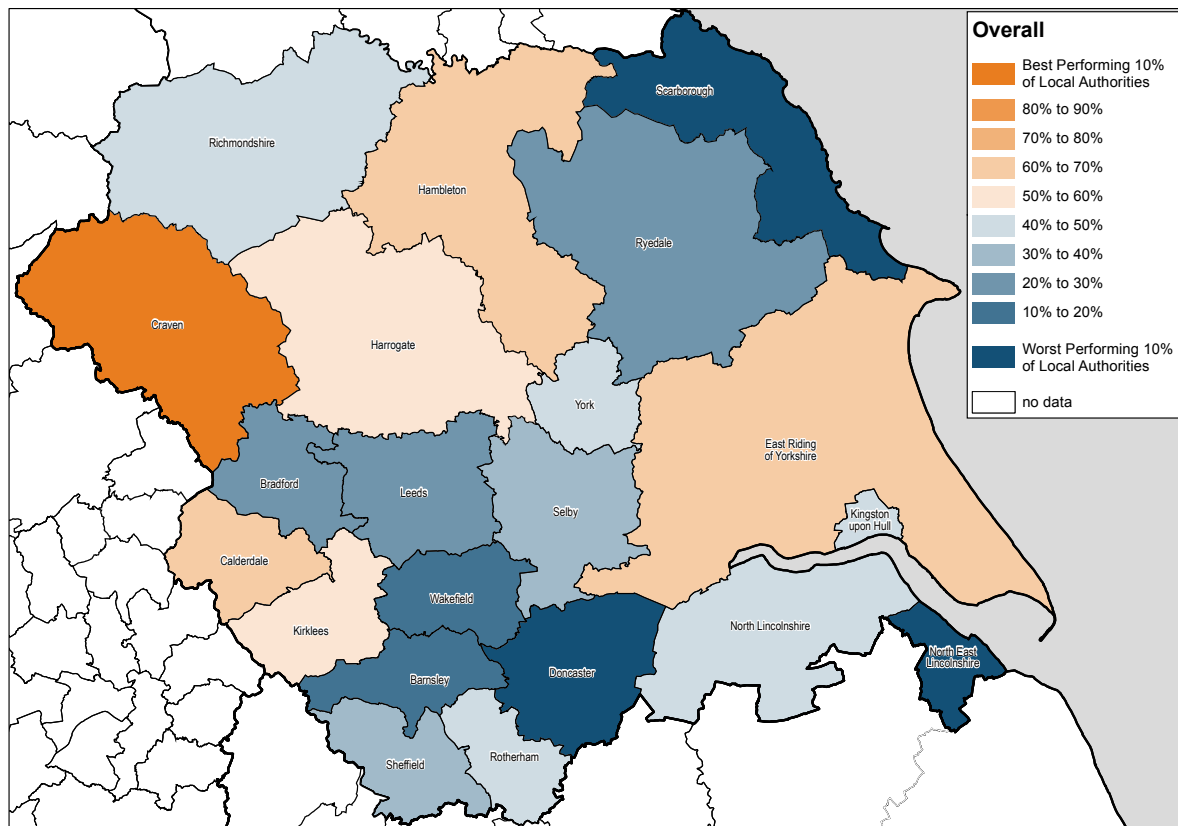 Overall
Best Performing 10%
of Local Authorities
80% to 90%
70% to 80%
60% to 70%
50% to 60%
40% to 50%
30% to 40%
20% to 30%
10% to 20%
Worst Performing 10%
of Local Authorities
no data
Scarborough
Richmondshire
Hambleton
Ryedale
Craven
Harrogate
York
East Riding
of Yorkshire
Bradford
Leeds
Selby
Kingston
upon Hull
Calderdale
Wakefield
Kirklees
North Lincolnshire
North East
Lincolnshire
Barnsley
Doncaster
Sheffield
Rotherham